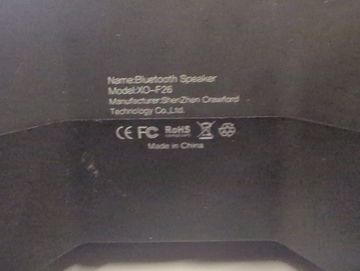 Name:Bluetooth Speaker
Model:XO-F26
Manufacturer:ShenZhen Crawford
Technology Co.,Ltd.
CE FC RoHS
Made in China